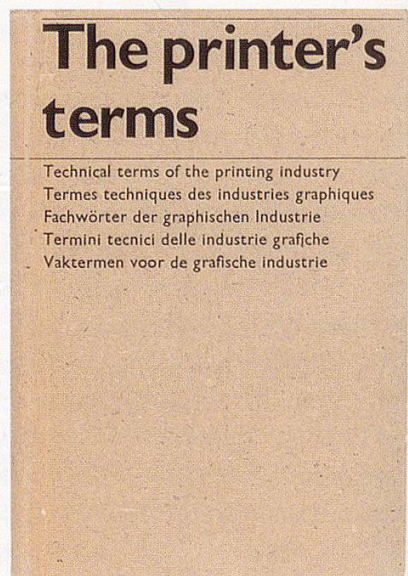 The printer’s
terms
Technical terms of the printing industry
Termes techniques des industries graphiques
Fachwörter der graphischen Industrie
Termini tecnici delle industrie grafiche
Vaktermen voor de grafische industrie